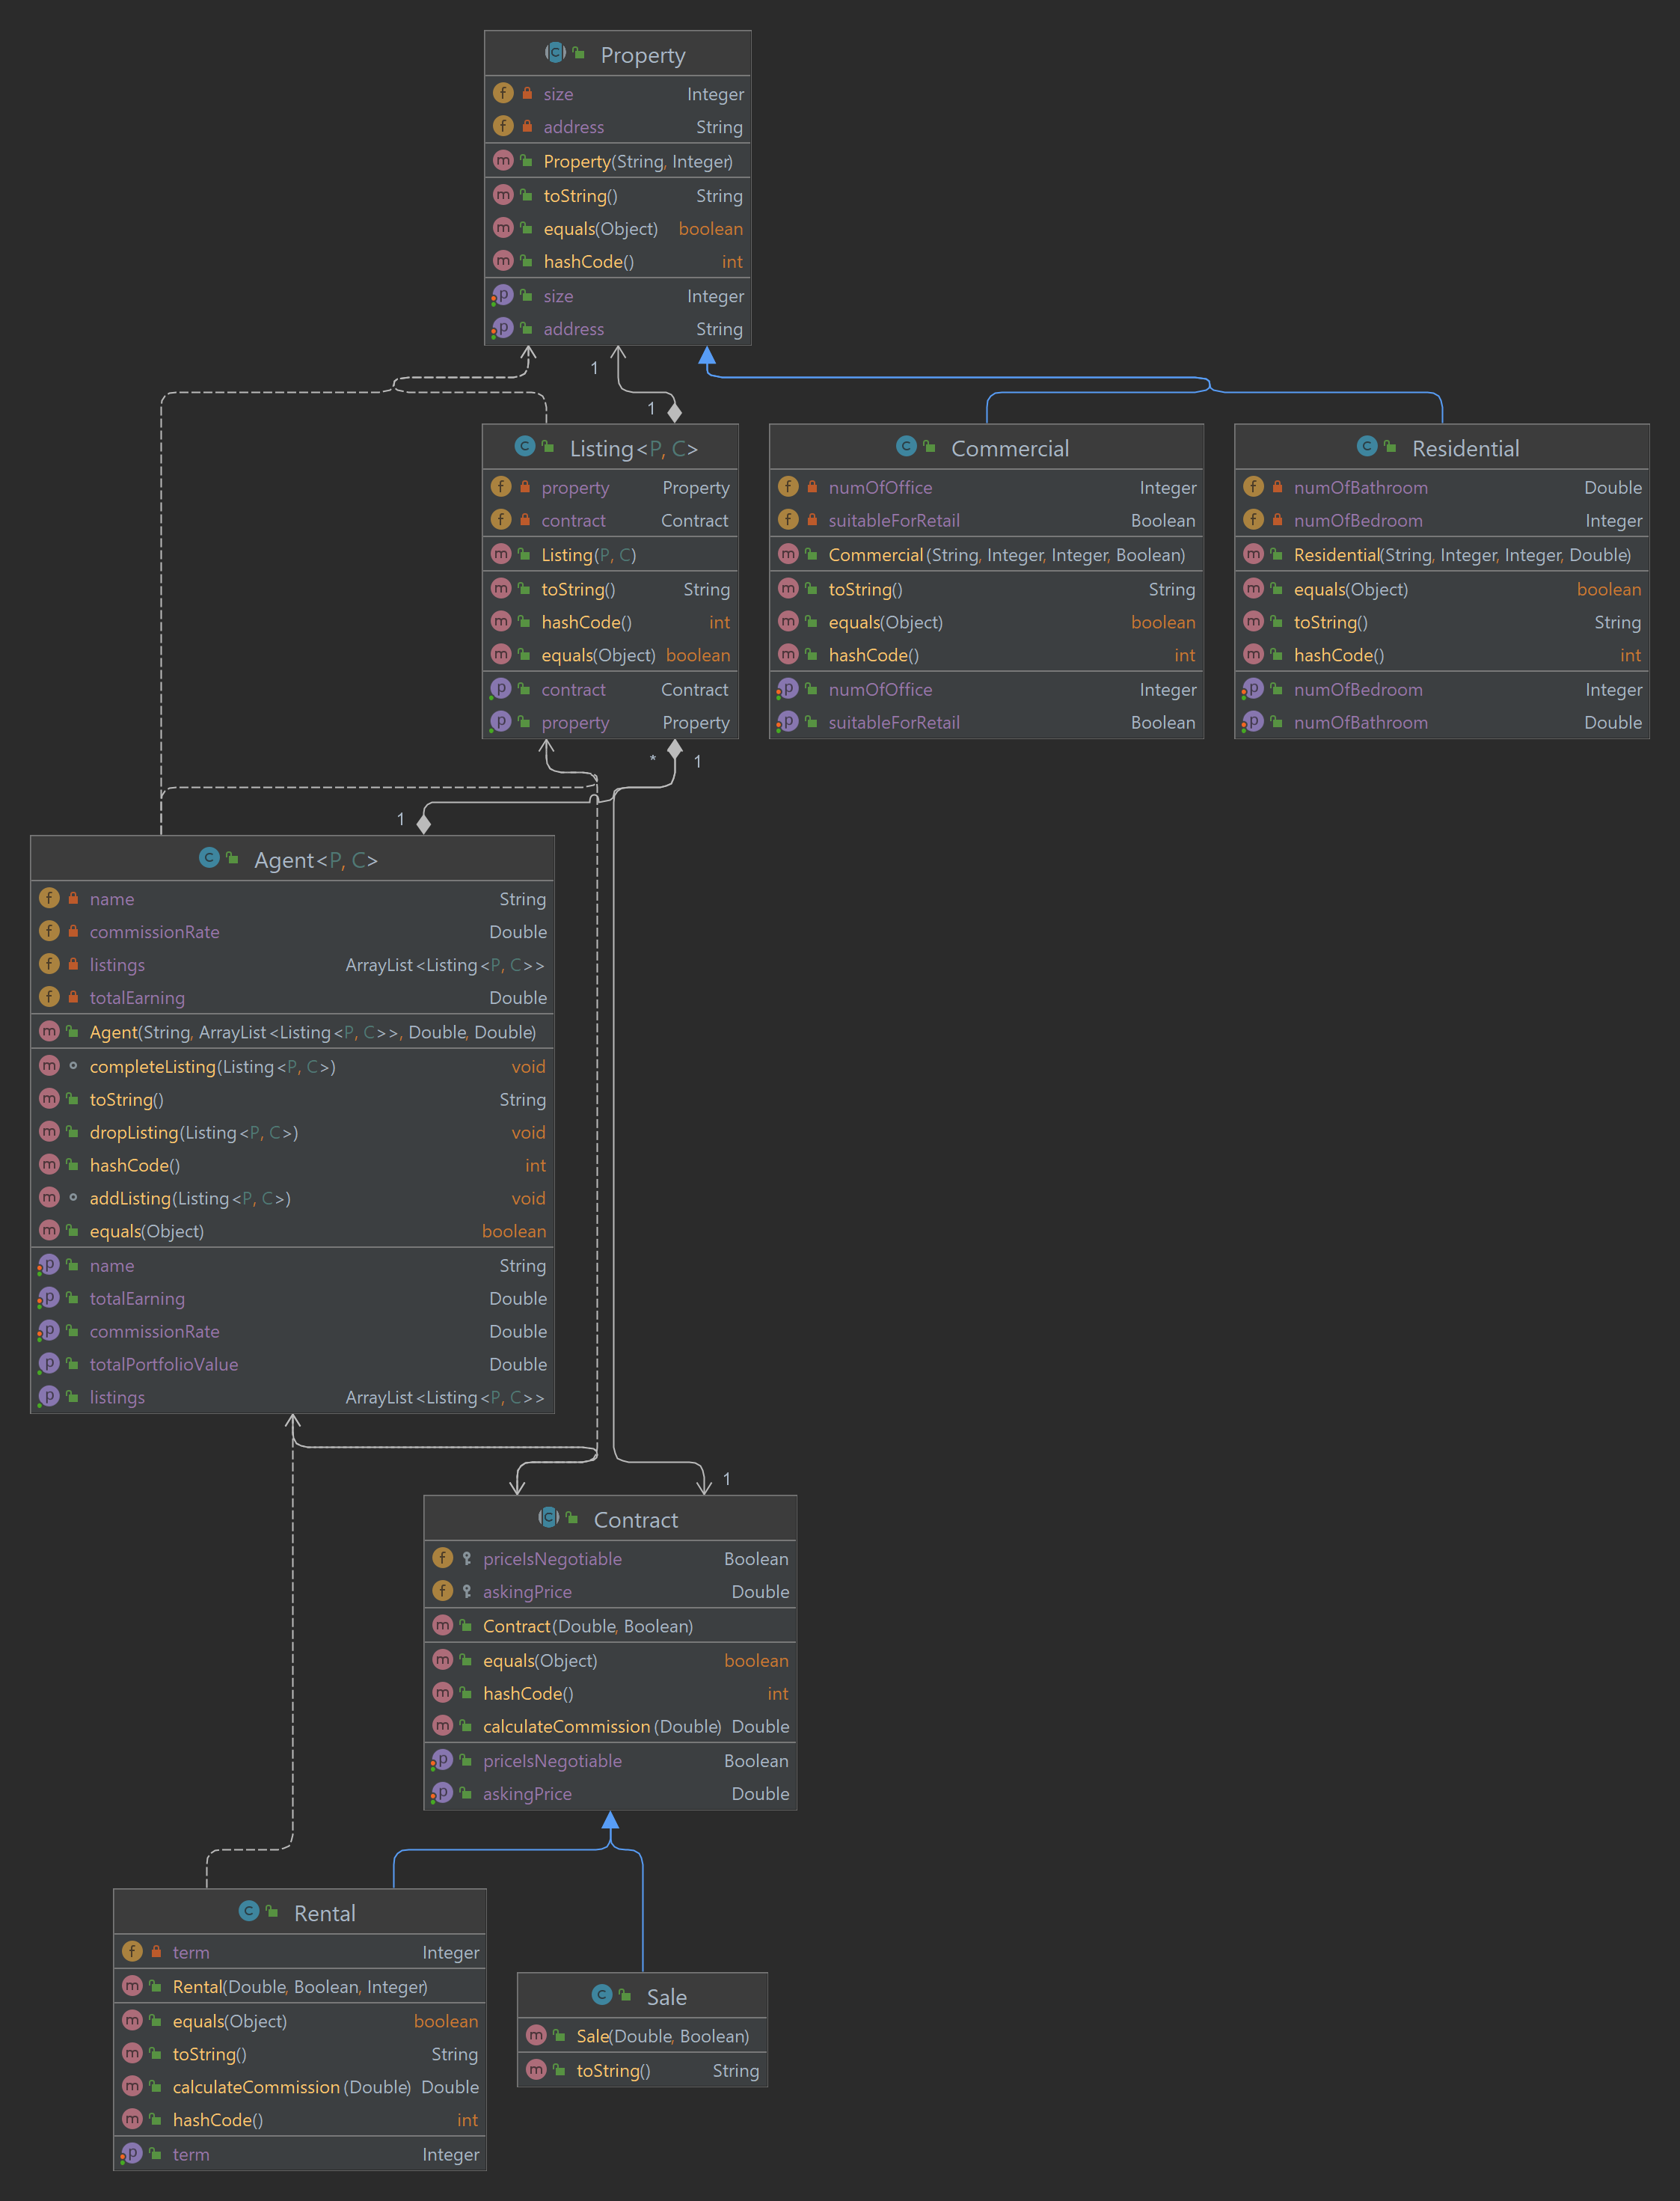 Property
size Integer
address String
Property(String, Integer)
toString() String
equals(Object) boolean
hashCode() int
size Integer
address String
1
1
Listing<P, C>
property Property
contract Contract
Listing(P, C)
toString() String
hashCode() int
equals(Object) boolean
contract Contract
property Property
Commercial
numOfOffice Integer
suitableForRetail Boolean
Commercial(String, Integer, Integer, Boolean)
toString() String
equals(Object) boolean
hashCode() int
numOfOffice Integer
suitableForRetail Boolean
Residential
numOfBathroom Double
numOfBedroom Integer
Residential(String, Integer, Integer, Double)
equals(Object) boolean
toString() String
hashCode() int
numOfBedroom Integer
numOfBathroom Double
* 1
1
Agent<P, C>
name String
commissionRate Double
listings ArrayList<Listing<P, C>>
totalEarning Double
Agent(String, ArrayList<Listing<P, C>>, Double, Double)
completeListing(Listing<P, C>) void
toString() String
dropListing(Listing<P, C>) void
hashCode() int
addListing(Listing<P, C>) void
equals(Object) boolean
name String
totalEarning Double
commissionRate Double
totalPortfolioValue Double
listings ArrayList<Listing<P, C>>
1
Contract
priceIsNegotiable Boolean
askingPrice Double
Contract(Double, Boolean)
equals(Object) boolean
hashCode() int
calculateCommission(Double) Double
priceIsNegotiable Boolean
askingPrice Double
Rental
term Integer
Rental(Double, Boolean, Integer)
equals(Object) boolean
toString() String
calculateCommission(Double) Double
hashCode() int
term Integer
Sale
Sale(Double, Boolean)
toString() String